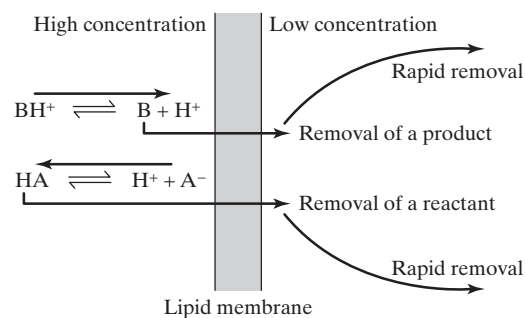 High concentration
Low concentration
Rapid removal
BH⁺ ⇌ B + H⁺
Removal of a product
HA ⇌ H⁺ + A⁻
Removal of a reactant
Rapid removal
Lipid membrane